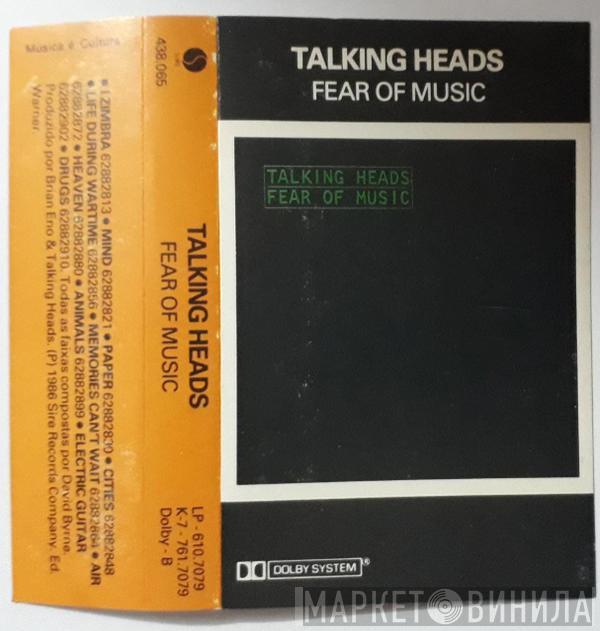 Musica é Cultura
• I ZIMBRA 62882813 • MIND 62882821 • PAPER 62882830 • CITIES 62882848
• LIFE DURING WARTIME 62882856 • MEMORIES CAN'T WAIT 62882864 • AIR
62882872 • HEAVEN 62882880 • ANIMALS 62882899 • ELECTRIC GUITAR
62882902 • DRUGS 62882910. Todas as faixas compostas por David Byrne.
Produzido por Brian Eno & Talking Heads. (P) 1986 Sire Records Company. Ed.
Warner
438.065
TALKING HEADS
FEAR OF MUSIC
LP - 610.7079
K-7 - 761.7079
Dolby - B
TALKING HEADS
FEAR OF MUSIC
TALKING HEADS
FEAR OF MUSIC
DOLBY SYSTEM®
МАРКЕТ ВИНИЛА